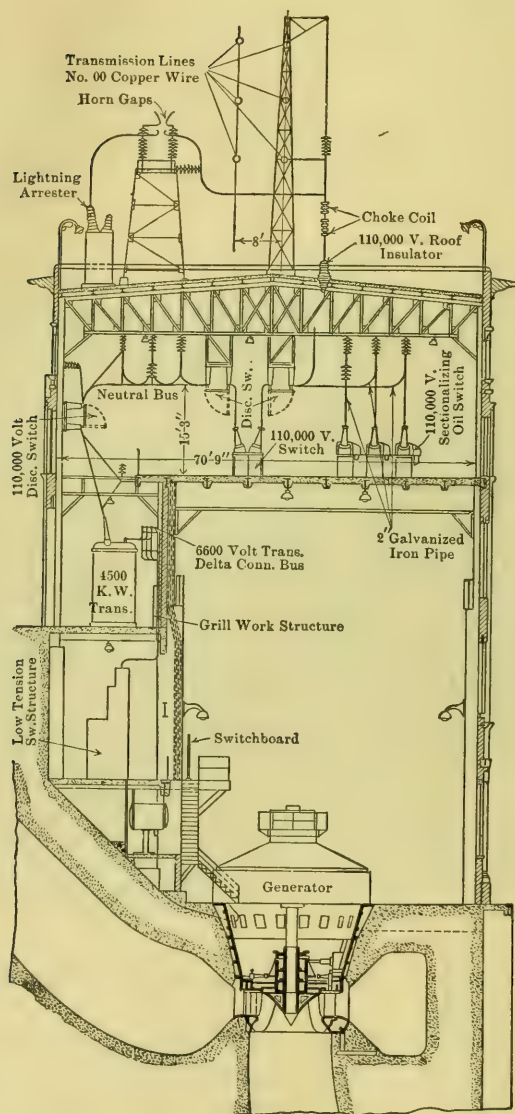 Transmission Lines
No. 00 Copper Wire
Horn Gaps
Lightning
Arrester
8'
Choke Coil
110,000 V. Roof
Insulator
Neutral Bus
Disc. Sw.
110,000 V.
Sectionalizing
Oil Switch
15'-3"
110,000 Volt
Disc. Switch
110,000 V.
Switch
70'-9"
2" Galvanized
Iron Pipe
6600 Volt Trans.
Delta Conn. Bus
4500
K.W.
Trans.
Grill Work Structure
Low Tension
Sw. Structure
I
Switchboard
Generator